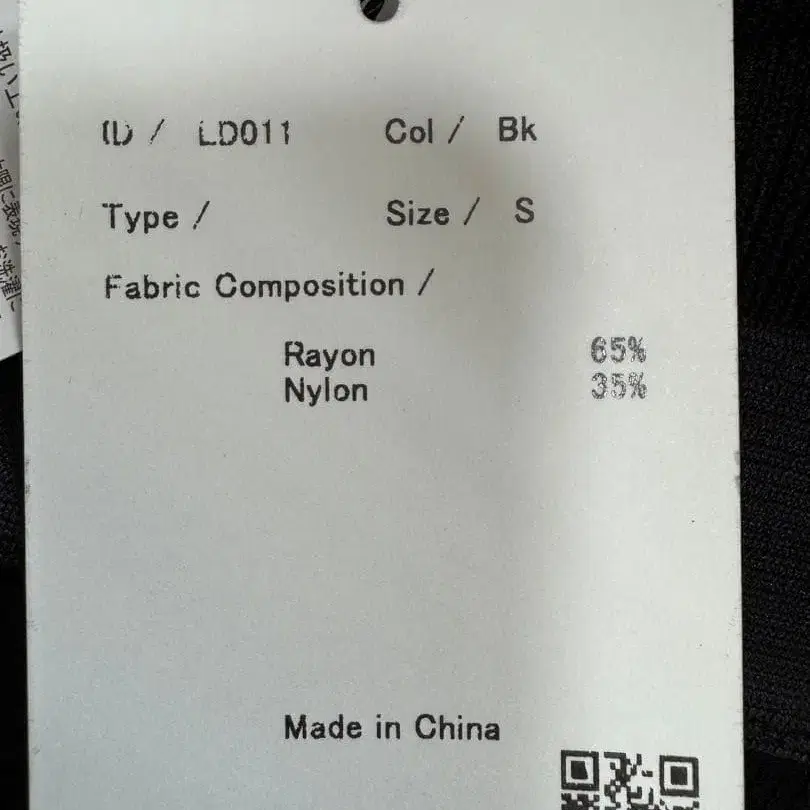 ID / LD011 Col / Bk
Type / Size / S
Fabric Composition /
Rayon 65%
Nylon 35%
Made in China